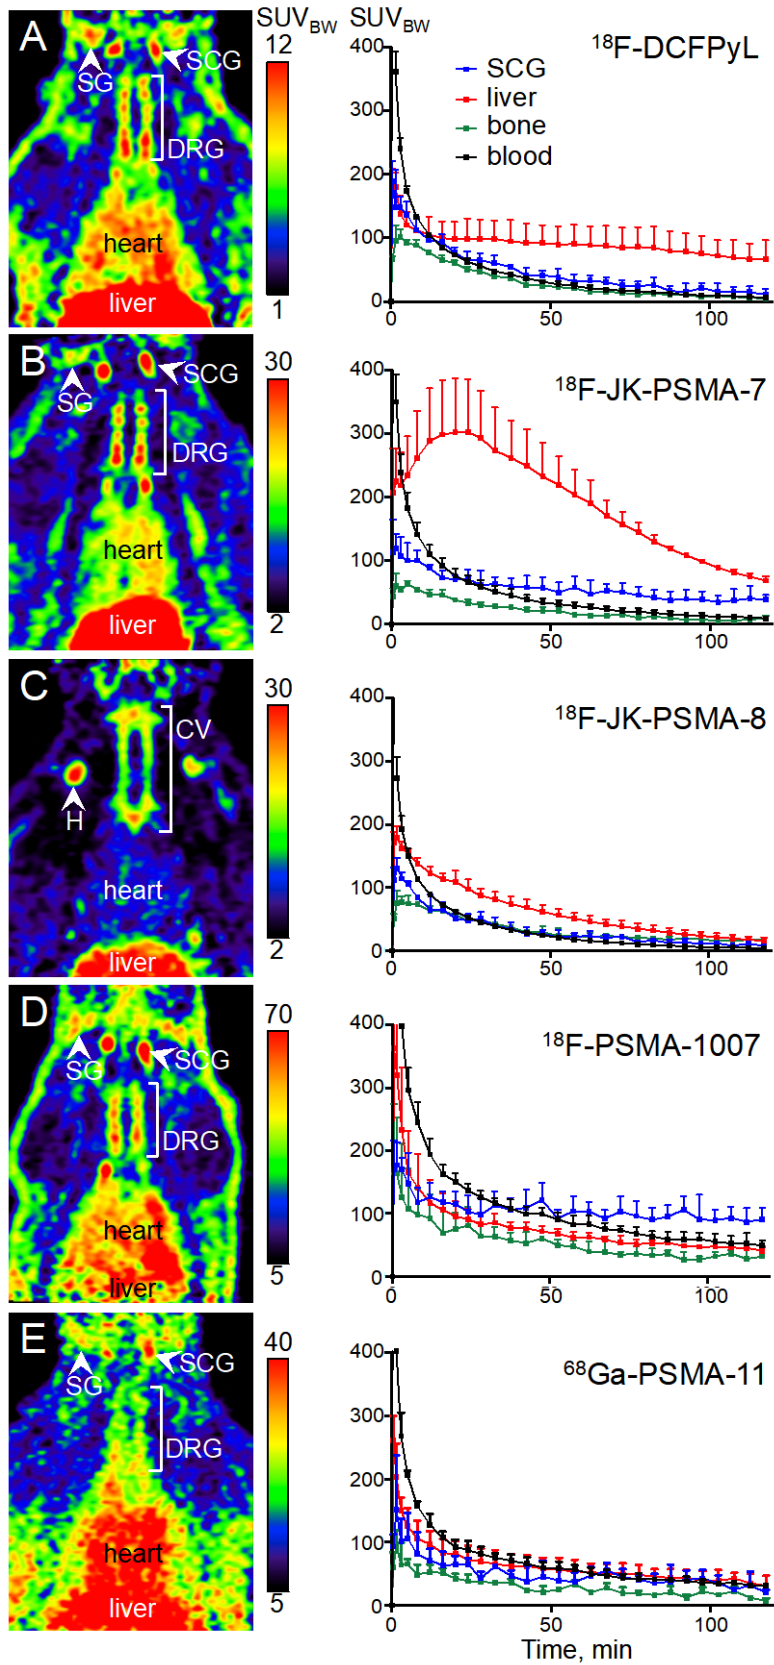 SUVBW SUVBW
A
12
SG
SCG
DRG
heart
liver
1
18F-DCFPyL
SCG
liver
bone
blood
400
300
200
100
0
0
50
100
B
30
SG
SCG
DRG
heart
liver
2
18F-JK-PSMA-7
400
300
200
100
0
0
50
100
C
30
CV
H
heart
liver
2
18F-JK-PSMA-8
400
300
200
100
0
0
50
100
D
70
SG
SCG
DRG
heart
liver
5
18F-PSMA-1007
400
300
200
100
0
0
50
100
E
40
SG
SCG
DRG
heart
liver
5
68Ga-PSMA-11
400
300
200
100
0
0
50
100
Time, min